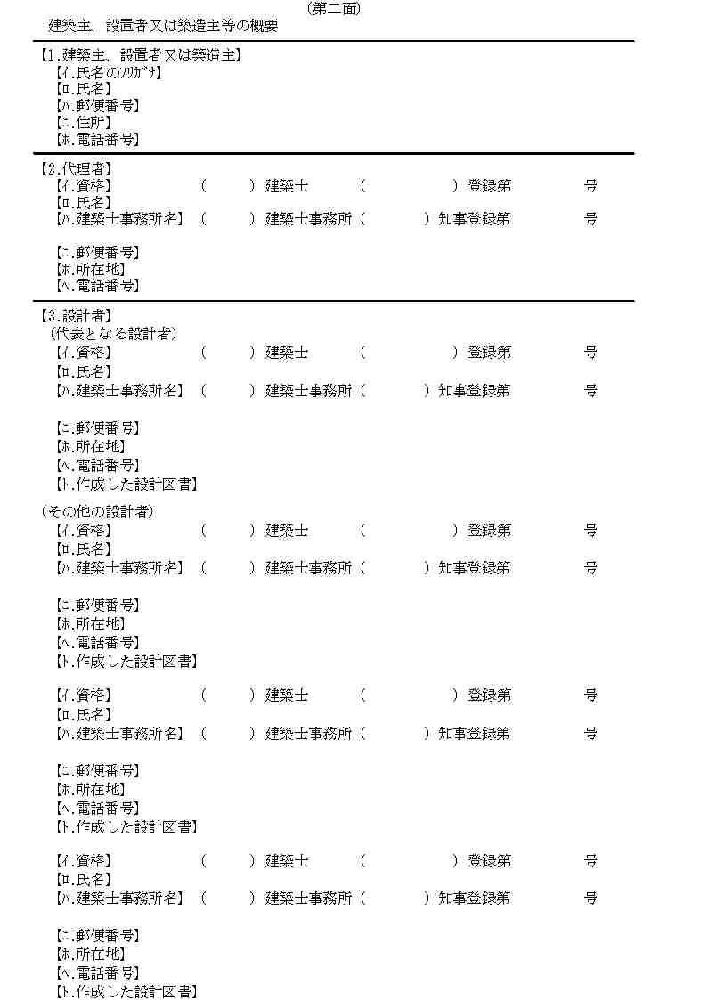 (第二面)
建築主、設置者又は築造主等の概要
【1.建築主、設置者又は築造主】
【ｲ.氏名のﾌﾘｶﾞﾅ】
【ﾛ.氏名】
【ﾊ.郵便番号】
【ﾆ.住所】
【ﾎ.電話番号】
【2.代理者】
【ｲ.資格】 ( ) 建築士 ( ) 登録第 号
【ﾛ.氏名】
【ﾊ.建築士事務所名】 ( ) 建築士事務所 ( ) 知事登録第 号
【ﾆ.郵便番号】
【ﾎ.所在地】
【ﾍ.電話番号】
【3.設計者】
(代表となる設計者)
【ｲ.資格】 ( ) 建築士 ( ) 登録第 号
【ﾛ.氏名】
【ﾊ.建築士事務所名】 ( ) 建築士事務所 ( ) 知事登録第 号
【ﾆ.郵便番号】
【ﾎ.所在地】
【ﾍ.電話番号】
【ﾄ.作成した設計図書】
(その他の設計者)
【ｲ.資格】 ( ) 建築士 ( ) 登録第 号
【ﾛ.氏名】
【ﾊ.建築士事務所名】 ( ) 建築士事務所 ( ) 知事登録第 号
【ﾆ.郵便番号】
【ﾎ.所在地】
【ﾍ.電話番号】
【ﾄ.作成した設計図書】
【ｲ.資格】 ( ) 建築士 ( ) 登録第 号
【ﾛ.氏名】
【ﾊ.建築士事務所名】 ( ) 建築士事務所 ( ) 知事登録第 号
【ﾆ.郵便番号】
【ﾎ.所在地】
【ﾍ.電話番号】
【ﾄ.作成した設計図書】
【ｲ.資格】 ( ) 建築士 ( ) 登録第 号
【ﾛ.氏名】
【ﾊ.建築士事務所名】 ( ) 建築士事務所 ( ) 知事登録第 号
【ﾆ.郵便番号】
【ﾎ.所在地】
【ﾍ.電話番号】
【ﾄ.作成した設計図書】